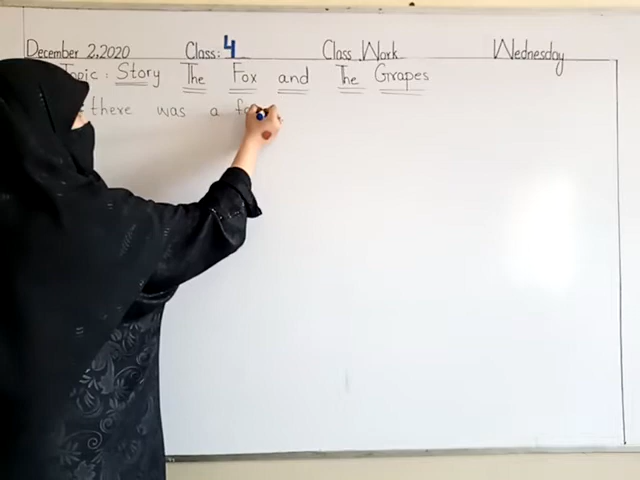 December 2,2020 Class: 4 Class Work Wednesday
Topic: Story The Fox and The Grapes
there was a